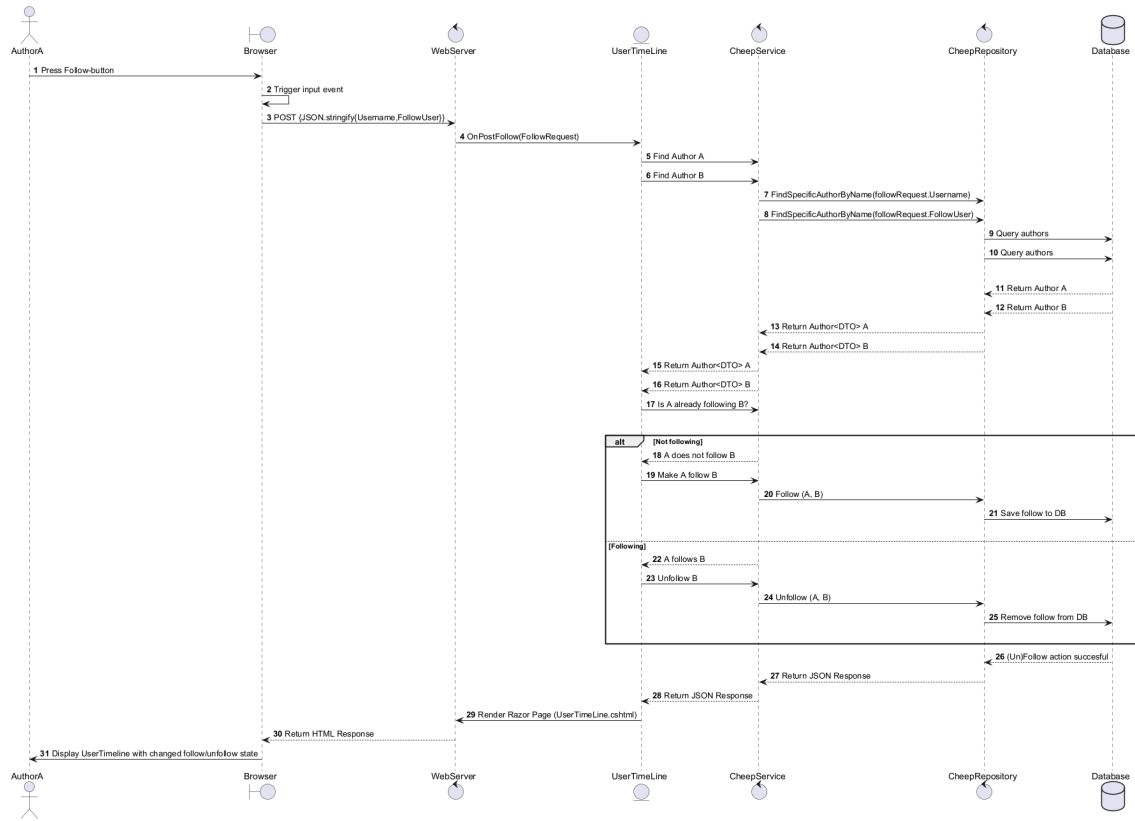 AuthorA Browser WebServer UserTimeLine CheepService CheepRepository Database
1 Press Follow-button
2 Trigger input event
3 POST {JSON.stringify{Username,FollowUser}}
4 OnPostFollow(FollowRequest)
5 Find Author A
6 Find Author B
7 FindSpecificAuthorByName(followRequest.Username)
8 FindSpecificAuthorByName(followRequest.FollowUser)
9 Query authors
10 Query authors
11 Return Author A
12 Return Author B
13 Return Author<DTO> A
14 Return Author<DTO> B
15 Return Author<DTO> A
16 Return Author<DTO> B
17 Is A already following B?
alt [Not following]
18 A does not follow B
19 Make A follow B
20 Follow (A, B)
21 Save follow to DB
[Following]
22 A follows B
23 Unfollow B
24 Unfollow (A, B)
25 Remove follow from DB
26 (Un)Follow action succesful
27 Return JSON Response
28 Return JSON Response
29 Render Razor Page (UserTimeLine.cshtml)
30 Return HTML Response
31 Display UserTimeline with changed follow/unfollow state
AuthorA Browser WebServer UserTimeLine CheepService CheepRepository Database